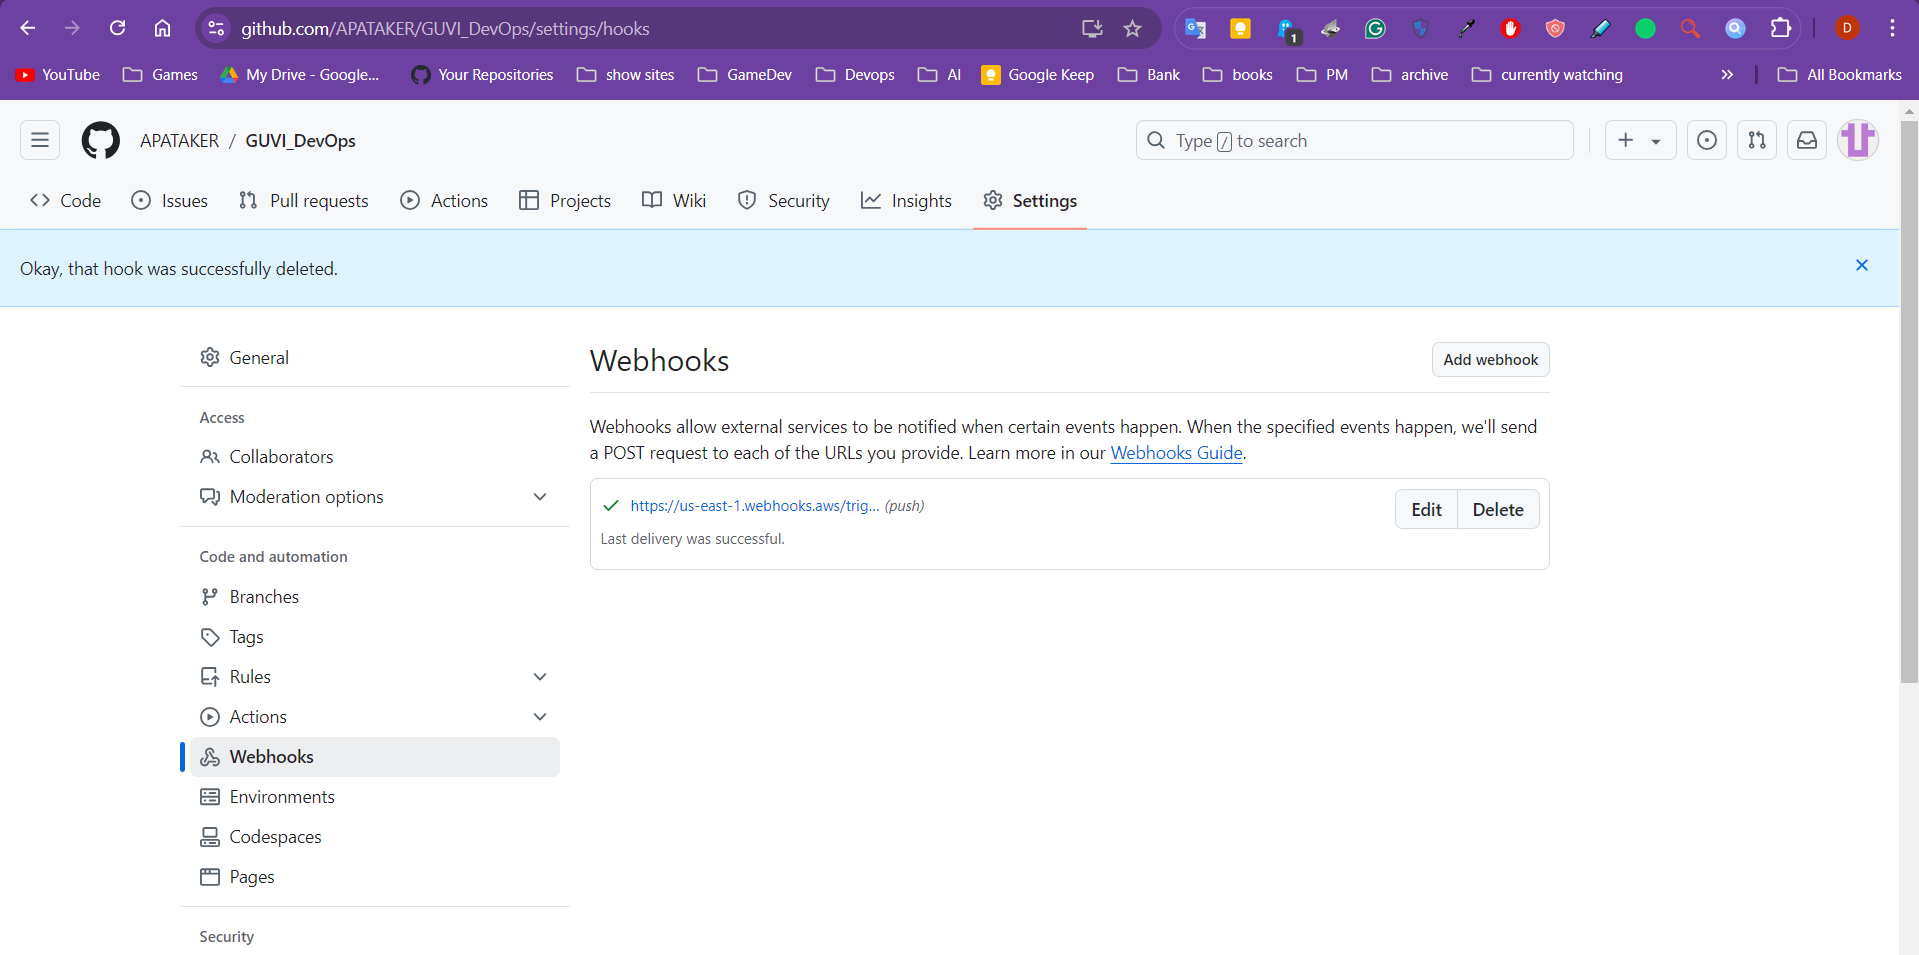 github.com/APATAKER/GUVI_DevOps/settings/hooks
1
D
YouTube Games My Drive - Google... Your Repositories show sites GameDev Devops AI Google Keep Bank books PM archive currently watching » All Bookmarks
APATAKER / GUVI_DevOps
Type / to search
Code Issues Pull requests Actions Projects Wiki Security Insights Settings
Okay, that hook was successfully deleted.
General
Access
Collaborators
Moderation options
Code and automation
Branches
Tags
Rules
Actions
Webhooks
Environments
Codespaces
Pages
Security
Webhooks
Add webhook
Webhooks allow external services to be notified when certain events happen. When the specified events happen, we'll send
a POST request to each of the URLs you provide. Learn more in our Webhooks Guide.
https://us-east-1.webhooks.aws/trig... (push)
Edit Delete
Last delivery was successful.